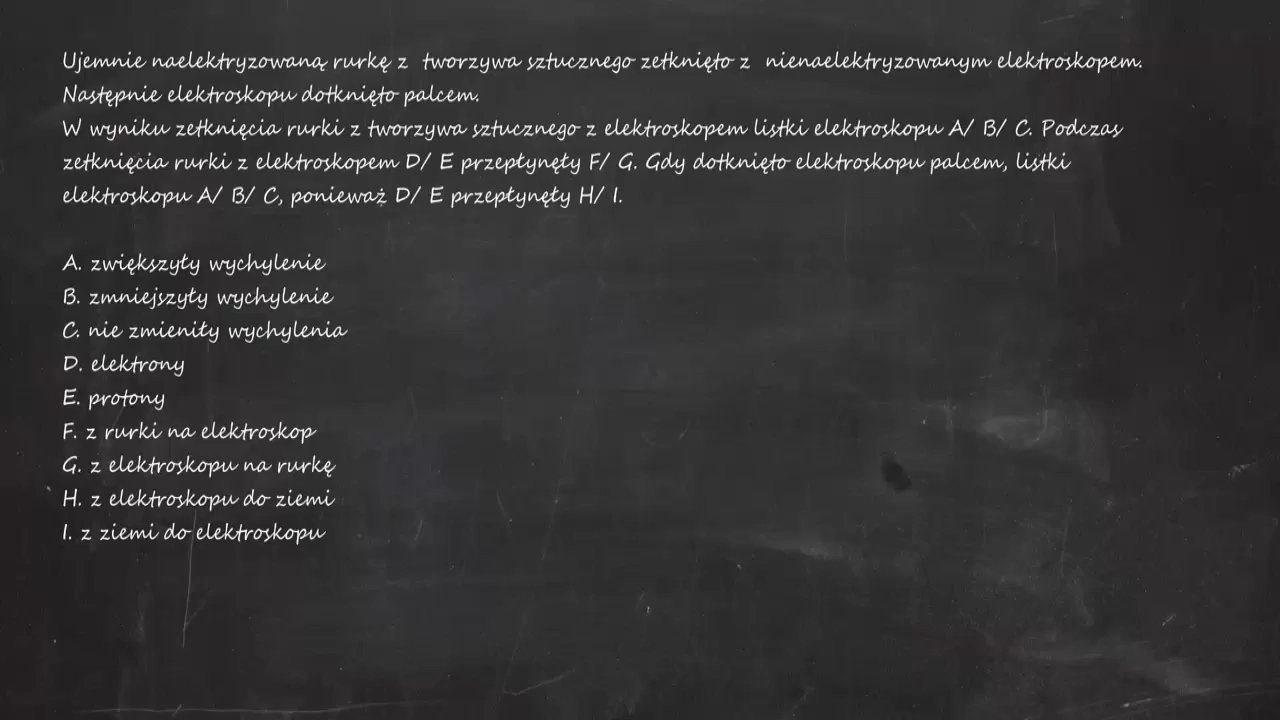 Ujemnie naelektryzowaną rurkę z tworzywa sztucznego zetknięto z nienaelektryzowanym elektroskopem.
Następnie elektroskopu dotknięto palcem.
W wyniku zetknięcia rurki z tworzywa sztucznego z elektroskopem listki elektroskopu A/ B/ C. Podczas
zetknięcia rurki z elektroskopem D/ E przepłynęły F/ G. Gdy dotknięto elektroskopu palcem, listki
elektroskopu A/ B/ C, ponieważ D/ E przepłynęły H/ I.
A. zwiększyły wychylenie
B. zmniejszyły wychylenie
C. nie zmieniły wychylenia
D. elektrony
E. protony
F. z rurki na elektroskop
G. z elektroskopu na rurkę
H. z elektroskopu do ziemi
I. z ziemi do elektroskopu